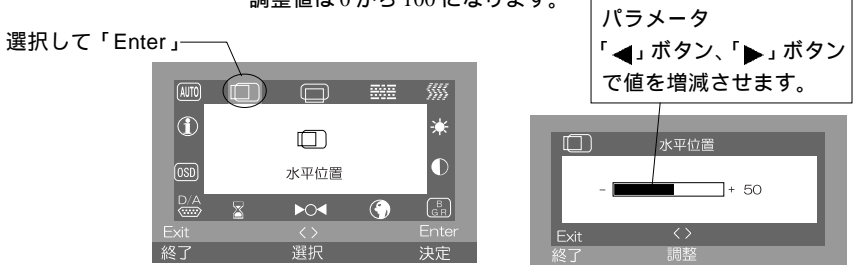 調整値は0から100になります。
選択して「Enter」
パラメータ
「◀」ボタン、「▶」ボタン
で値を増減させます。
AUTO
OSD
水平位置
D/A
B
G R
Exit < > Enter
終了 選択 決定
水平位置
- + 50
Exit < >
終了 調整